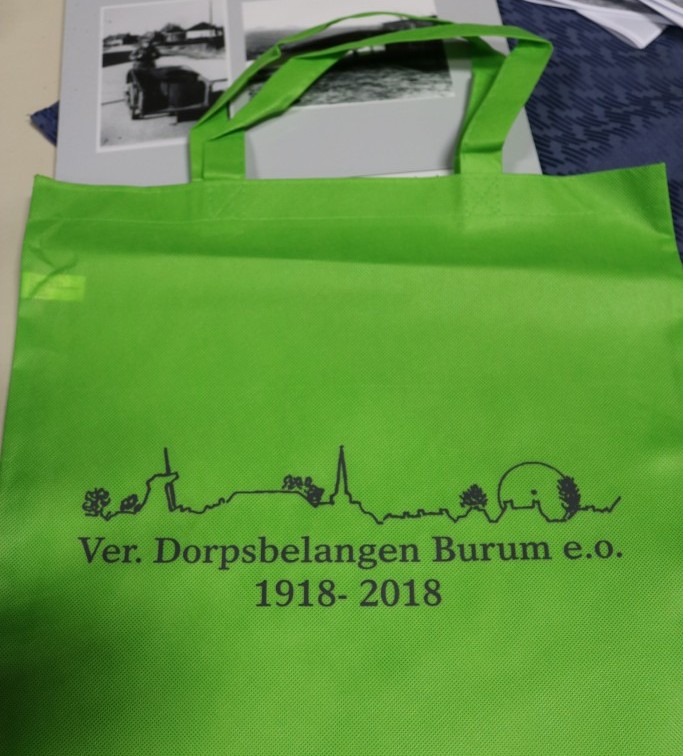 Ver. Dorpsbelangen Burum e.o.
1918- 2018